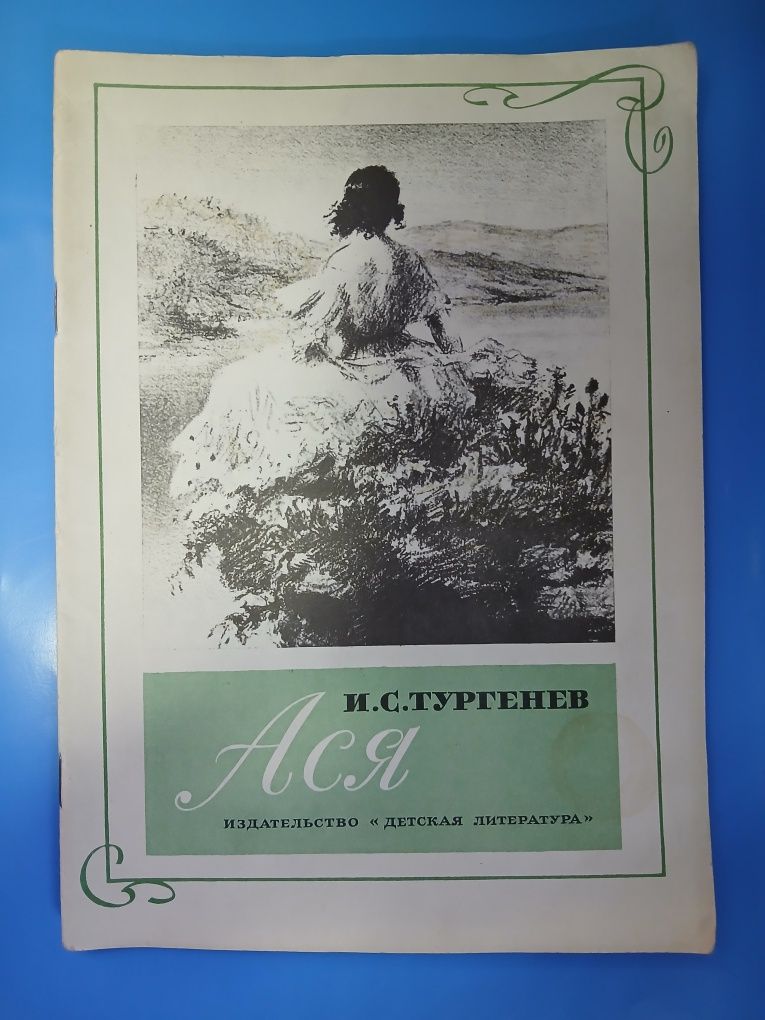 И.С.ТУРГЕНЕВ
Ася
ИЗДАТЕЛЬСТВО «ДЕТСКАЯ ЛИТЕРАТУРА»